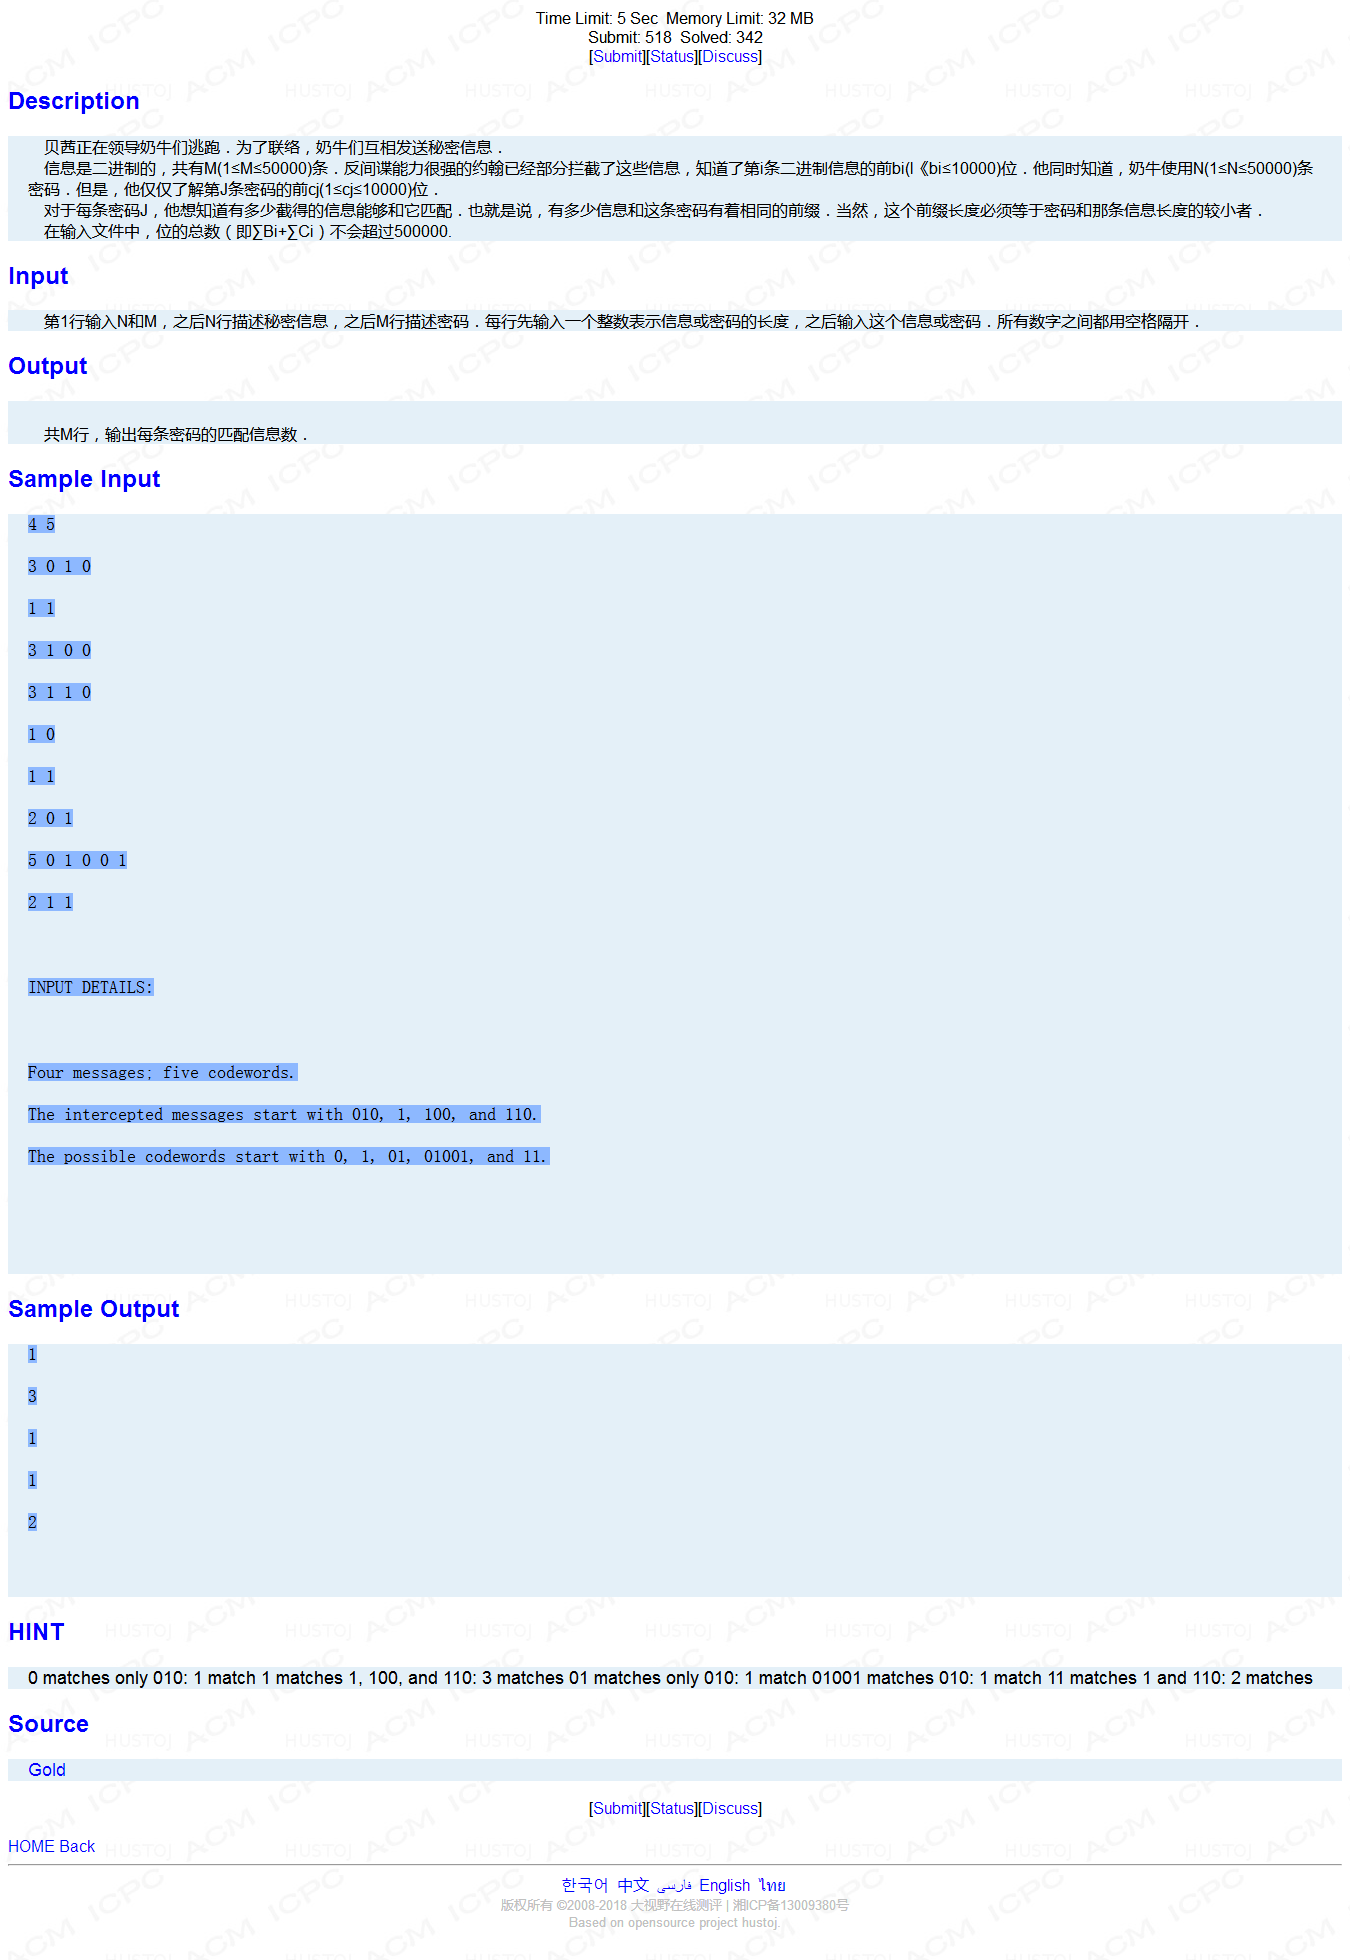 Time Limit: 5 Sec  Memory Limit: 32 MB
Submit: 518  Solved: 342
[Submit][Status][Discuss]
Description
贝茜正在领导奶牛们逃跑．为了联络，奶牛们互相发送秘密信息．
信息是二进制的，共有M(1≤M≤50000)条．反间谍能力很强的约翰已经部分拦截了这些信息，知道了第i条二进制信息的前bi(l《bi≤10000)位．他同时知道，奶牛使用N(1≤N≤50000)条
密码．但是，他仅仅了解第J条密码的前cj(1≤cj≤10000)位．
对于每条密码J，他想知道有多少截得的信息能够和它匹配．也就是说，有多少信息和这条密码有着相同的前缀．当然，这个前缀长度必须等于密码和那条信息长度的较小者．
在输入文件中，位的总数（即∑Bi+∑Ci）不会超过500000.
Input
第1行输入N和M，之后N行描述秘密信息，之后M行描述密码．每行先输入一个整数表示信息或密码的长度，之后输入这个信息或密码．所有数字之间都用空格隔开．
Output
共M行，输出每条密码的匹配信息数．
Sample Input
4 5
3 0 1 0
1 1
3 1 0 0
3 1 1 0
1 0
1 1
2 0 1
5 0 1 0 0 1
2 1 1
INPUT DETAILS:
Four messages; five codewords.
The intercepted messages start with 010, 1, 100, and 110.
The possible codewords start with 0, 1, 01, 01001, and 11.
Sample Output
1
3
1
1
2
HINT
0 matches only 010: 1 match 1 matches 1, 100, and 110: 3 matches 01 matches only 010: 1 match 01001 matches 010: 1 match 11 matches 1 and 110: 2 matches
Source
Gold
[Submit][Status][Discuss]
HOME Back
한국어 中文 فارسی English ไทย
版权所有 ©2008-2018 大视野在线测评 | 湘ICP备13009380号
Based on opensource project hustoj.